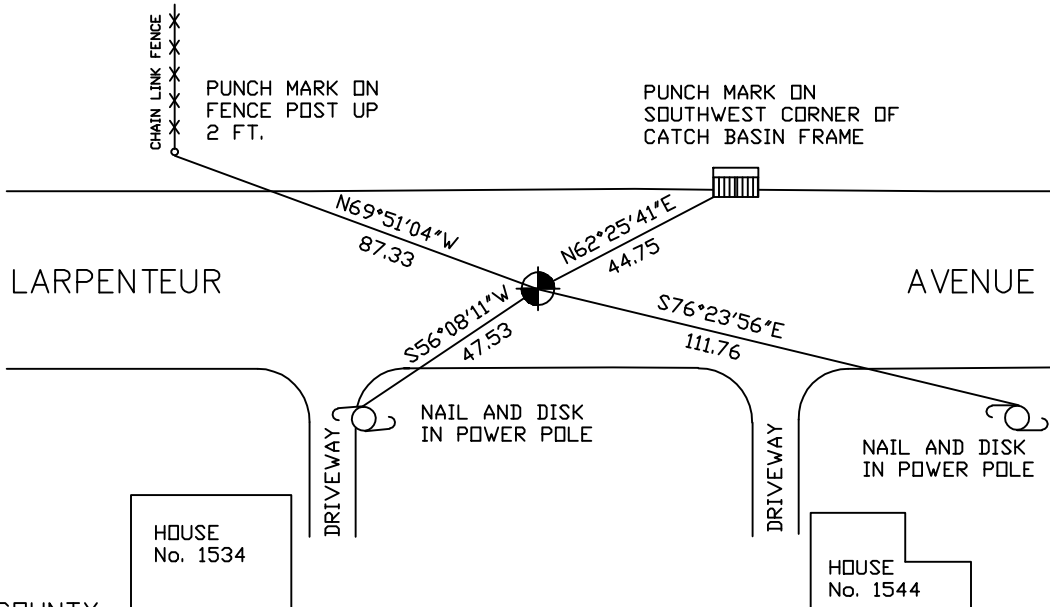 CHAIN LINK FENCE
PUNCH MARK ON
FENCE POST UP
2 FT.
PUNCH MARK ON
SOUTHWEST CORNER OF
CATCH BASIN FRAME
N69°51'04"W
87.33
N62°25'41"E
44.75
LARPENTEUR
AVENUE
S56°08'11"W
47.53
S76°23'56"E
111.76
NAIL AND DISK
IN POWER POLE
NAIL AND DISK
IN POWER POLE
DRIVEWAY
DRIVEWAY
HOUSE
No. 1534
HOUSE
No. 1544
COUNTY